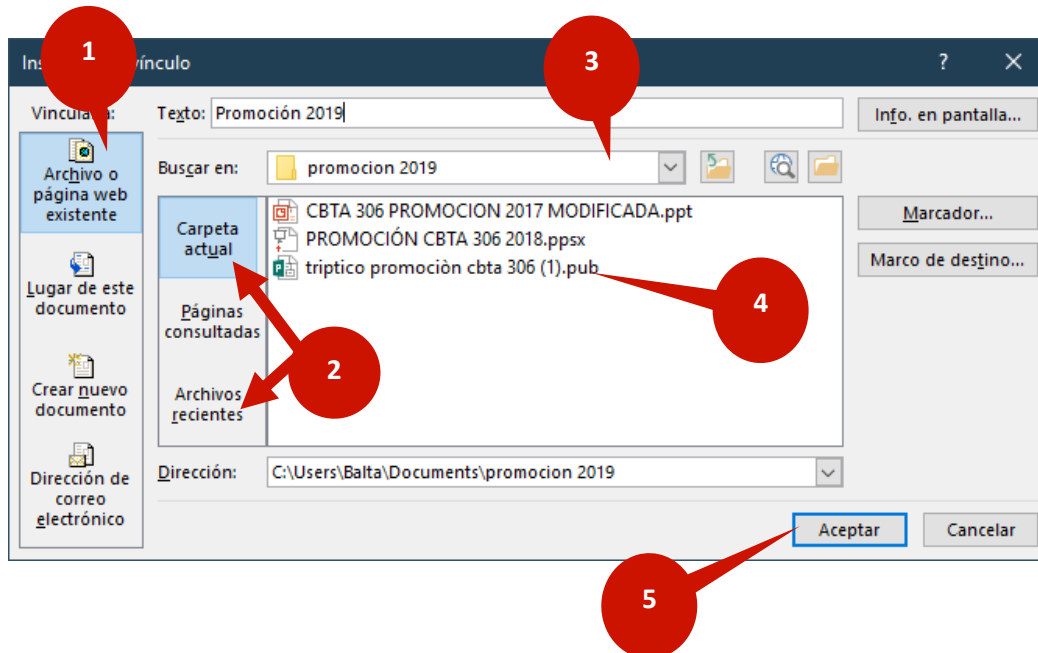 1
3
Ins
vínculo
?
Texto: Promoción 2019
Info. en pantalla...
Archivo o
página web
existente
Buscar en: promocion 2019
Carpeta
actual
CBTA 306 PROMOCION 2017 MODIFICADA.ppt
PROMOCIÓN CBTA 306 2018.ppsx
triptico promociòn cbta 306 (1).pub
Marcador...
Marco de destino...
Lugar de este
documento
Páginas
consultadas
4
2
Crear nuevo
documento
Archivos
recientes
Dirección de
correo
electrónico
Dirección: C:\Users\Balta\Documents\promocion 2019
Aceptar
Cancelar
5